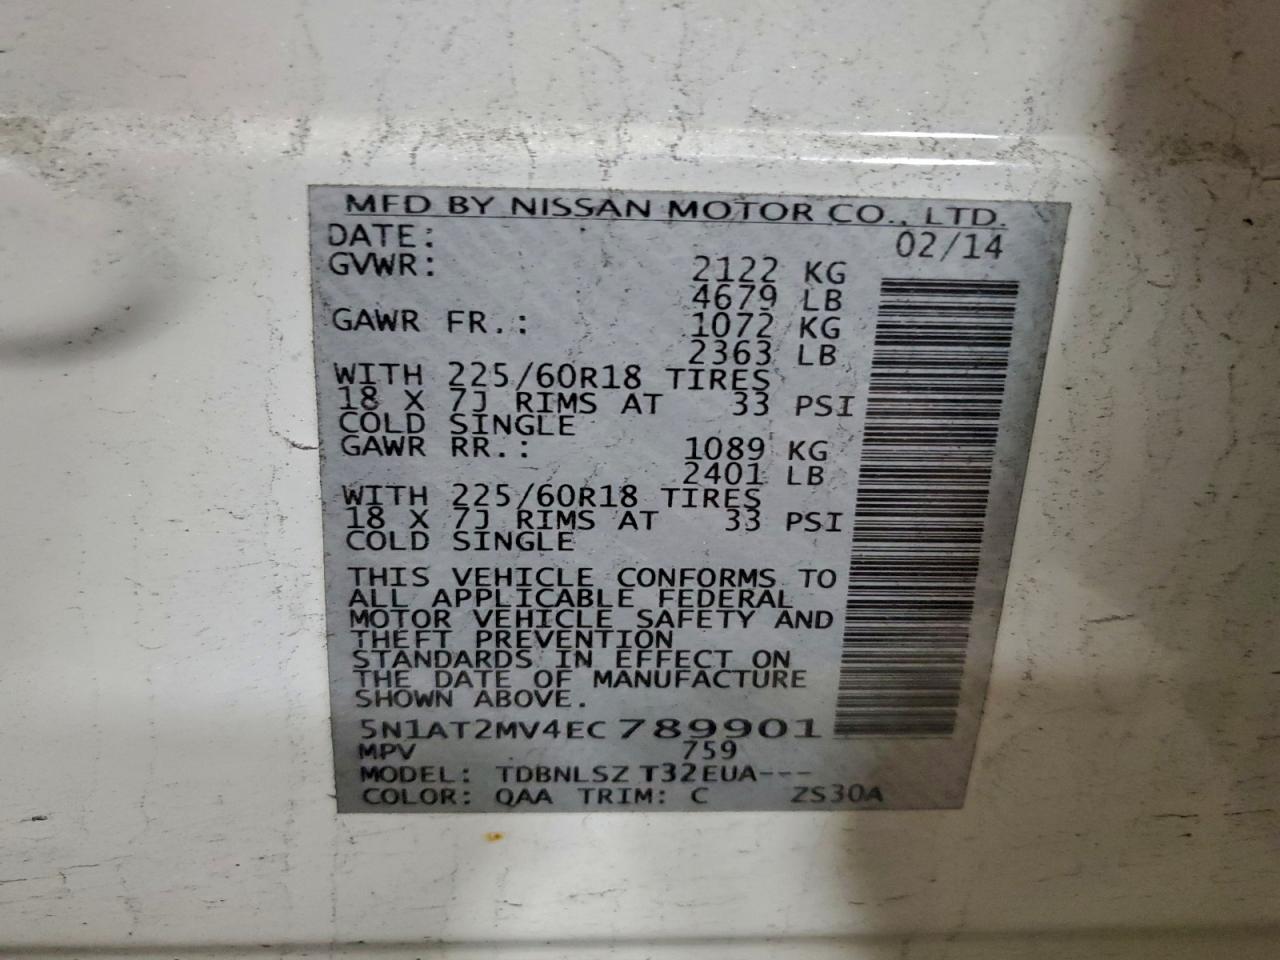 MFD BY NISSAN MOTOR CO., LTD.
DATE: 02/14
GVWR: 2122 KG
4679 LB
GAWR FR.: 1072 KG
2363 LB
WITH 225/60R18 TIRES
18 X 7J RIMS AT 33 PSI
COLD SINGLE
GAWR RR.: 1089 KG
2401 LB
WITH 225/60R18 TIRES
18 X 7J RIMS AT 33 PSI
COLD SINGLE
THIS VEHICLE CONFORMS TO
ALL APPLICABLE FEDERAL
MOTOR VEHICLE SAFETY AND
THEFT PREVENTION
STANDARDS IN EFFECT ON
THE DATE OF MANUFACTURE
SHOWN ABOVE.
5N1AT2MV4EC789901
MPV 759
MODEL: TDBNLSZ T32EUA---
COLOR: QAA TRIM: C ZS30A